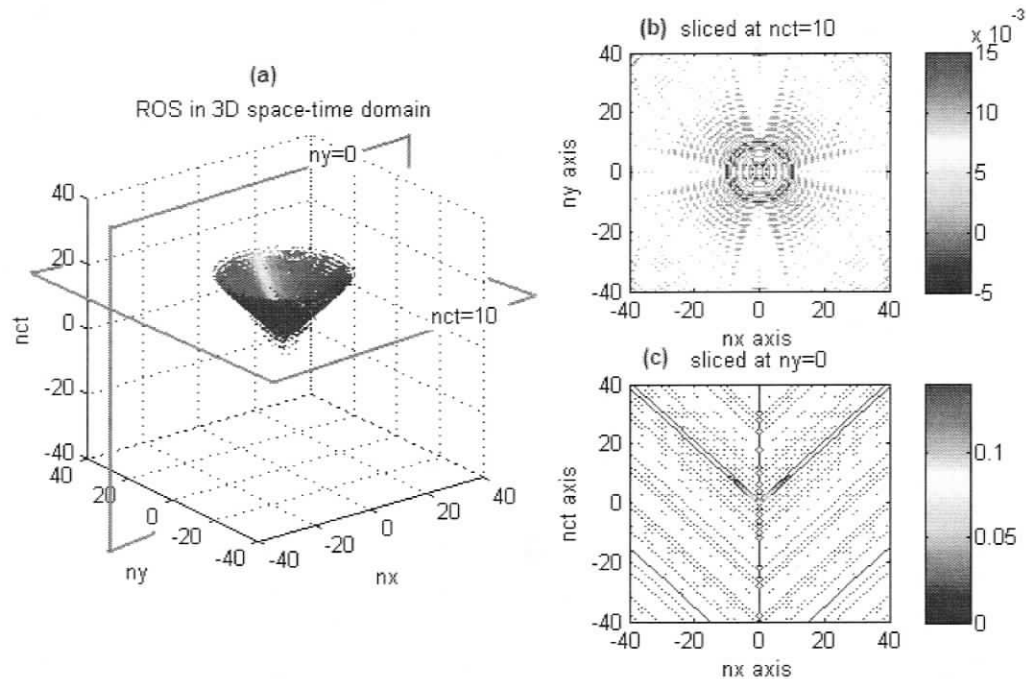 (a)
ROS in 3D space-time domain
ny=0
nct=10
40
20
0
-20
-40
nct
40
20
0
-20
-40
ny
-40
-20
0
20
40
nx
(b) sliced at nct=10
40
20
0
-20
-40
ny axis
-40 -20 0 20 40
nx axis
x 10^-3
15
10
5
0
-5
(c) sliced at ny=0
40
20
0
-20
-40
nct axis
-40 -20 0 20 40
nx axis
0.1
0.05
0